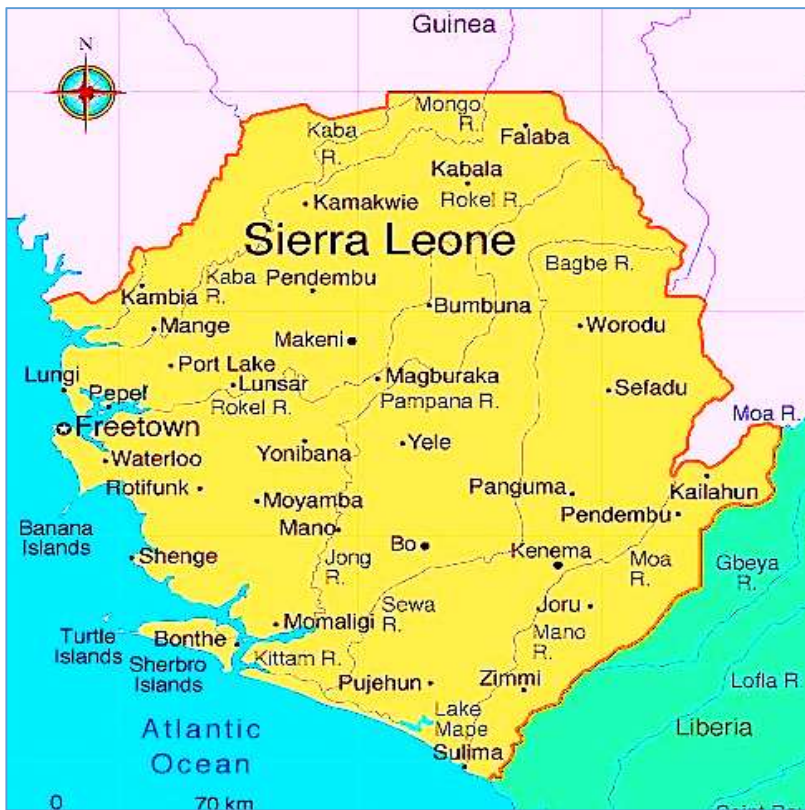 Guinea
N
Mongo
R.
Kaba
R.
Falaba
Kabala
Rokel R.
Kamakwie
Sierra Leone
Bagbe R.
Kaba
R.
Pendembu
Kambia
Bumbuna
Mange
Worodu
Makeni
Port Lake
Lungi
Lunsar
Magburaka
Sefadu
Pepel
Rokel R.
Pampana R.
Moa R.
Freetown
Yonibana
Yele
Waterloo
Rotifunk
Panguma
Kailahun
Moyamba
Pendembu
Banana
Islands
Mano
Bo
Shenge
Jong
R.
Kenema
Moa
R.
Gbeya
R.
Sewa
R.
Joru
Momaligi
Mano
R.
Turtle
Islands
Bonthe
Sherbro
Islands
Kittam R.
Pujehun
Zimmi
Lofla R
Lake
Mape
Atlantic
Ocean
Liberia
Sulima
0
70 km